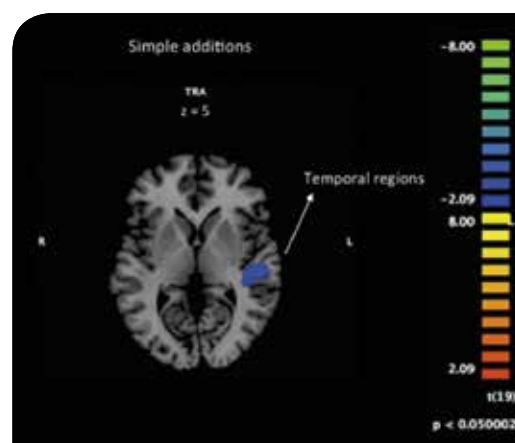 Simple additions
TRA
z = 5
Temporal regions
R
L
-8.00
-2.09
8.00
2.09
t(19)
p < 0.050002